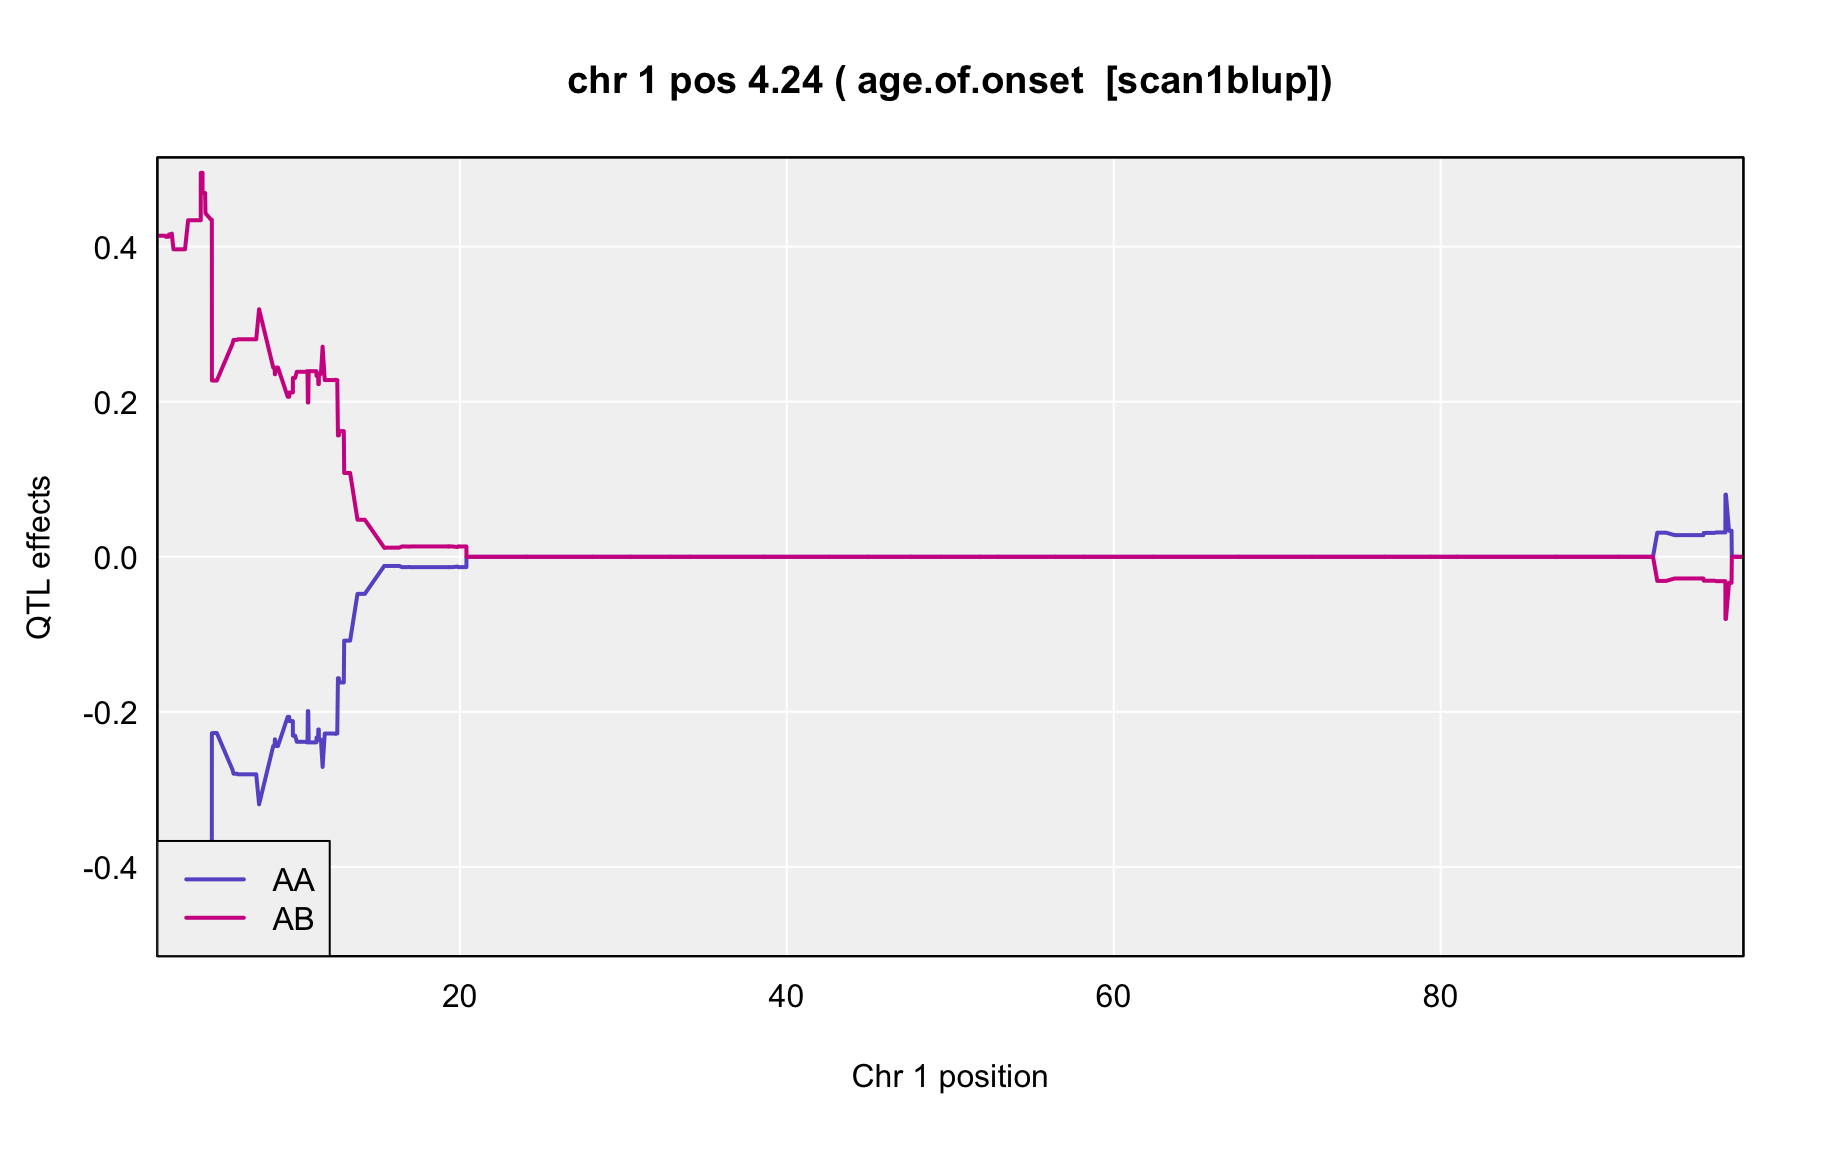 chr 1 pos 4.24 ( age.of.onset  [scan1blup])
QTL effects
0.4
0.2
0.0
-0.2
-0.4
AA
AB
20 40 60 80
Chr 1 position